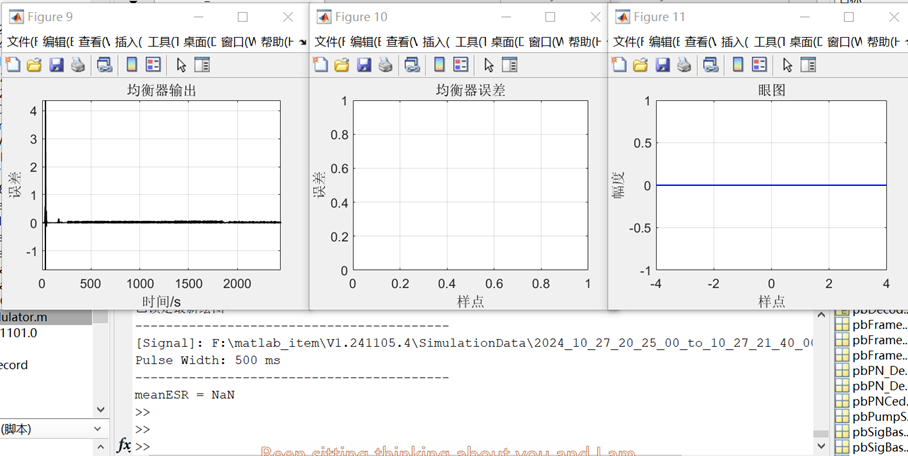 Figure 9
文件(F 编辑(E 查看(V 插入( 工具(T 桌面(D 窗口(W 帮助(H
均衡器输出
4
3
2
1
0
-1
误差
0 500 1000 1500 2000
时间/s
Figure 10
文件(F 编辑(E 查看(V 插入( 工具(T 桌面(D 窗口(W 帮助(H
均衡器误差
1
0.8
0.6
0.4
0.2
0
误差
0 0.2 0.4 0.6 0.8 1
样点
Figure 11
文件(F 编辑(E 查看(V 插入( 工具(T 桌面(D 窗口(W 帮助(H
眼图
1
0.5
0
-0.5
-1
幅度
-4 -2 0 2 4
样点
ulator.m
1101.0
ecord
(脚本)
----------------------------------------
[Signal]: F:\matlab_item\V1.241105.4\SimulationData\2024_10_27_20_25_00_to_10_27_21_40_0
Pulse Width: 500 ms
----------------------------------------
meanESR = NaN
>>
>>
fx >>
pbDecod...
pbFrame...
pbFrame...
pbFrame...
pbPN_De...
pbPN_De...
pbPNCed...
pbPumpS...
pbSigBas...
pbSigBas...
Been sitting thinking about you and I am